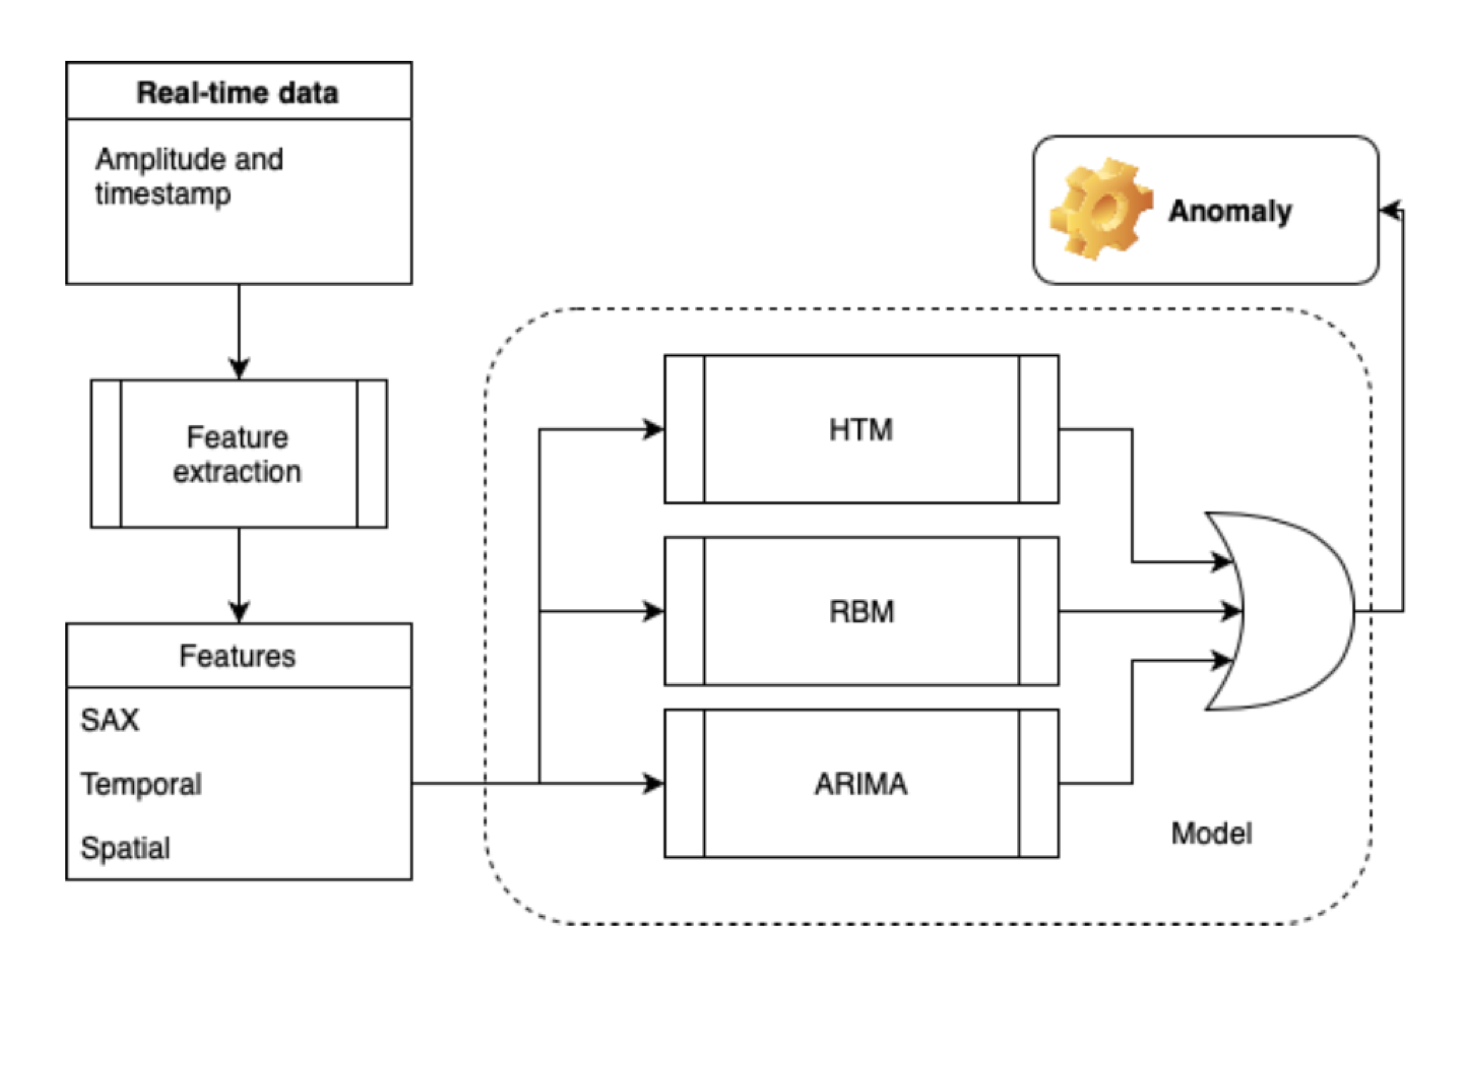 Real-time data
Amplitude and
timestamp
Feature
extraction
Features
SAX
Temporal
Spatial
HTM
RBM
ARIMA
Model
Anomaly